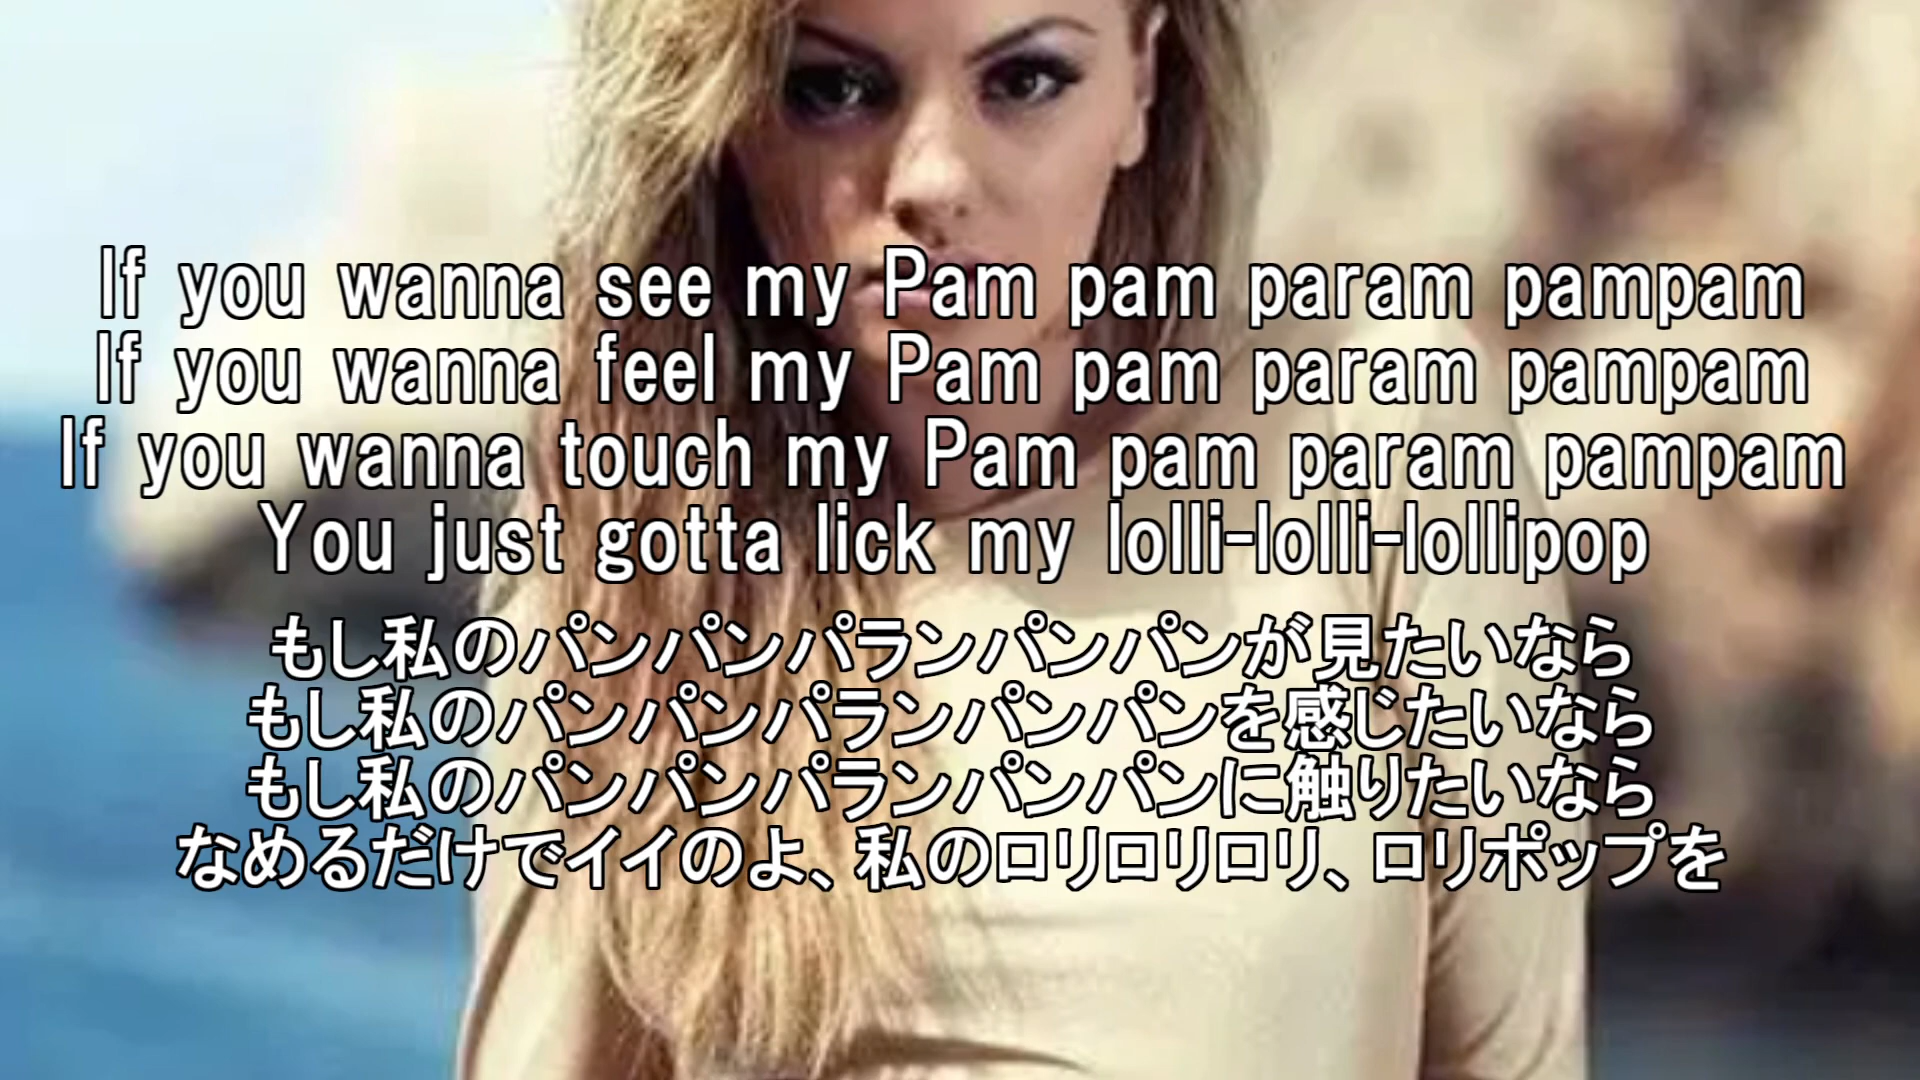 If you wanna see my Pam pam param pampam
If you wanna feel my Pam pam param pampam
If you wanna touch my Pam pam param pampam
You just gotta lick my lolli-lolli-lollipop
もし私のパンパンパランパンパンが見たいなら
もし私のパンパンパランパンパンを感じたいなら
もし私のパンパンパランパンパンに触りたいなら
なめるだけでイイのよ、私のロリロリロリ、ロリポップを